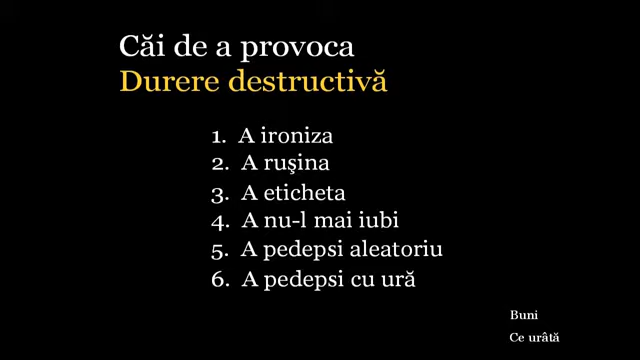 Căi de a provoca
Durere destructivă
1. A ironiza
2. A ruşina
3. A eticheta
4. A nu-l mai iubi
5. A pedepsi aleatoriu
6. A pedepsi cu ură
Buni
Ce urâtă